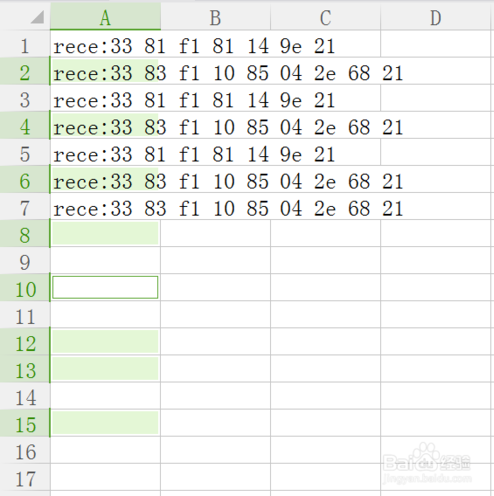 A B C D
1 rece:33 81 f1 81 14 9e 21
2 rece:33 83 f1 10 85 04 2e 68 21
3 rece:33 81 f1 81 14 9e 21
4 rece:33 83 f1 10 85 04 2e 68 21
5 rece:33 81 f1 81 14 9e 21
6 rece:33 83 f1 10 85 04 2e 68 21
7 rece:33 83 f1 10 85 04 2e 68 21
8
9
10
11
12
13
14
15
16
17
Baidu 经验
jingyan.baidu.com